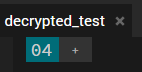 decrypted_test ×
04 +